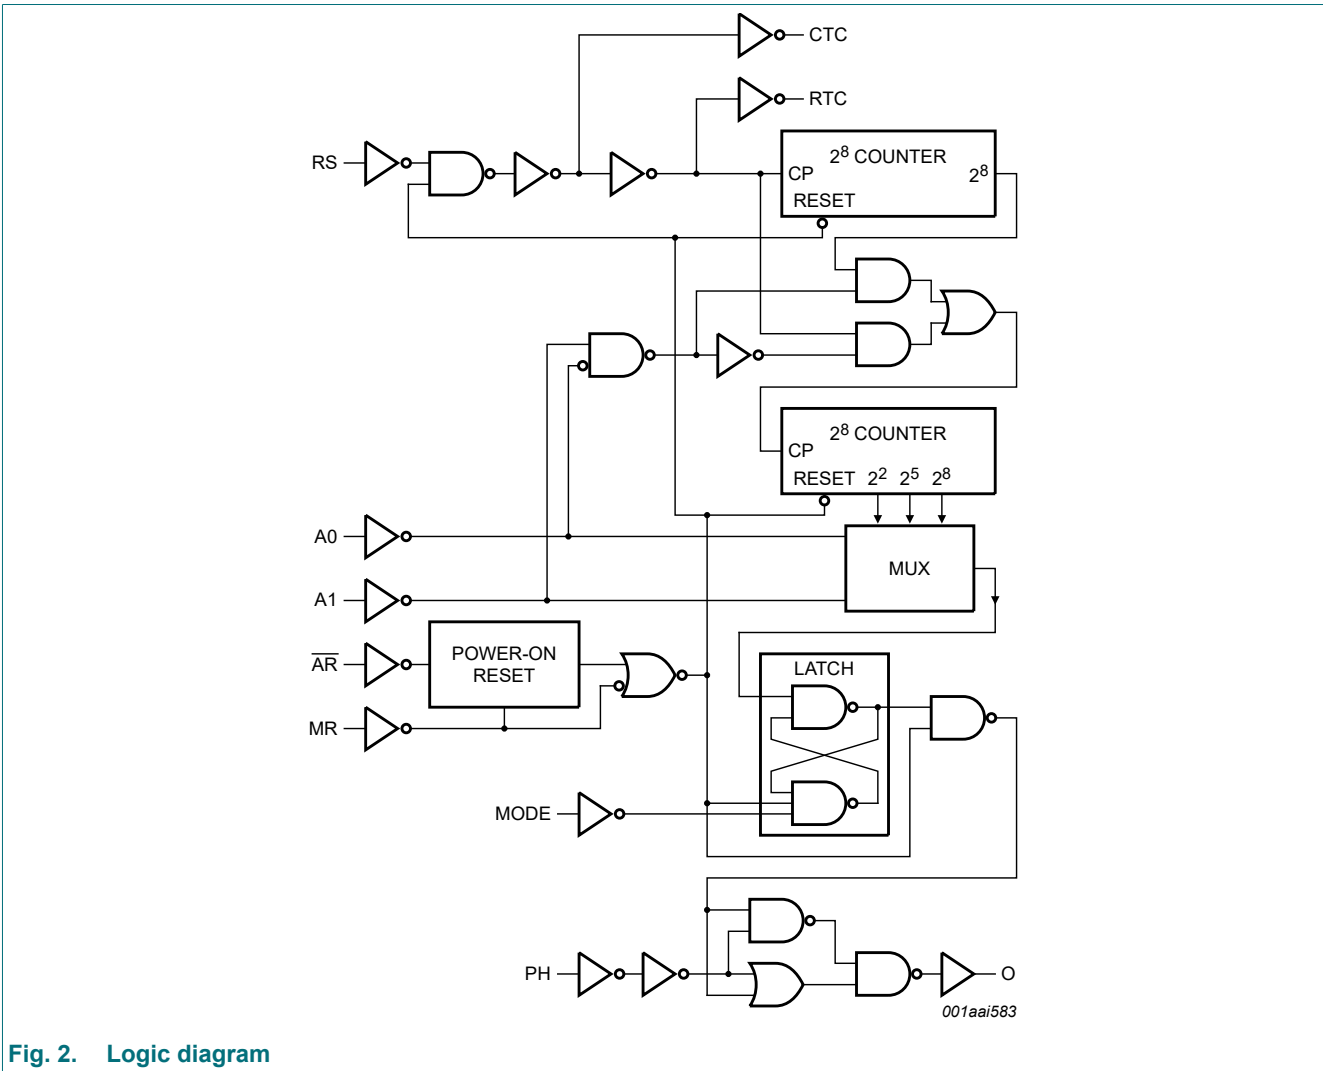 CTC
RTC
RS
2⁸ COUNTER
CP
2⁸
RESET
2⁸ COUNTER
CP
RESET 2² 2⁵ 2⁸
A0
MUX
A1
A̅R̅
POWER-ON
RESET
LATCH
MR
MODE
PH
O
001aai583
Fig. 2. Logic diagram